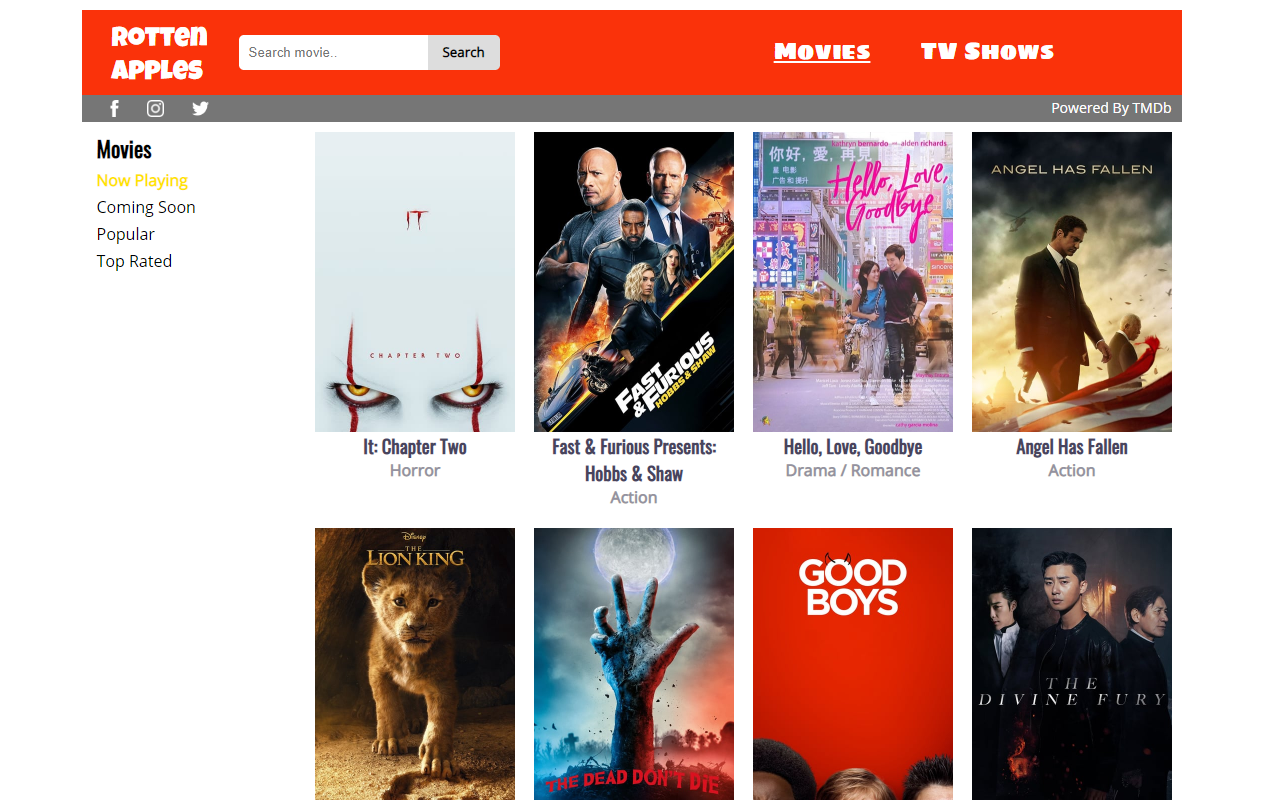 Rotten
Apples
Search movie..
Search
Movies
TV Shows
Powered By TMDb
Movies
Now Playing
Coming Soon
Popular
Top Rated
IT
CHAPTER TWO
FAST
& FURIOUS
HOBBS & SHAW
kathryn bernardo and alden richards
你好, 愛, 再見
Hello, Love,
Goodbye
ANGEL HAS FALLEN
It: Chapter Two
Horror
Fast & Furious Presents:
Hobbs & Shaw
Action
Hello, Love, Goodbye
Drama / Romance
Angel Has Fallen
Action
Disney
THE
LION KING
THE DEAD DON'T DIE
GOOD
BOYS
THE
DIVINE FURY